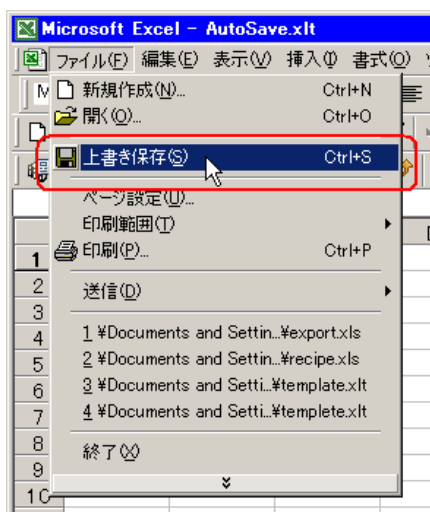 Microsoft Excel - AutoSave.xlt
ファイル(F) 編集(E) 表示(V) 挿入(I) 書式(O)
新規作成(N)... Ctrl+N
開く(O)... Ctrl+O
上書き保存(S) Ctrl+S
ページ設定(U)...
印刷範囲(T)
印刷(P)... Ctrl+P
送信(D)
1 ¥Documents and Settin...¥export.xls
2 ¥Documents and Settin...¥recipe.xls
3 ¥Documents and Setti...¥template.xlt
4 ¥Documents and Setti...¥templete.xlt
終了(X)
1
2
3
4
5
6
7
8
9
10